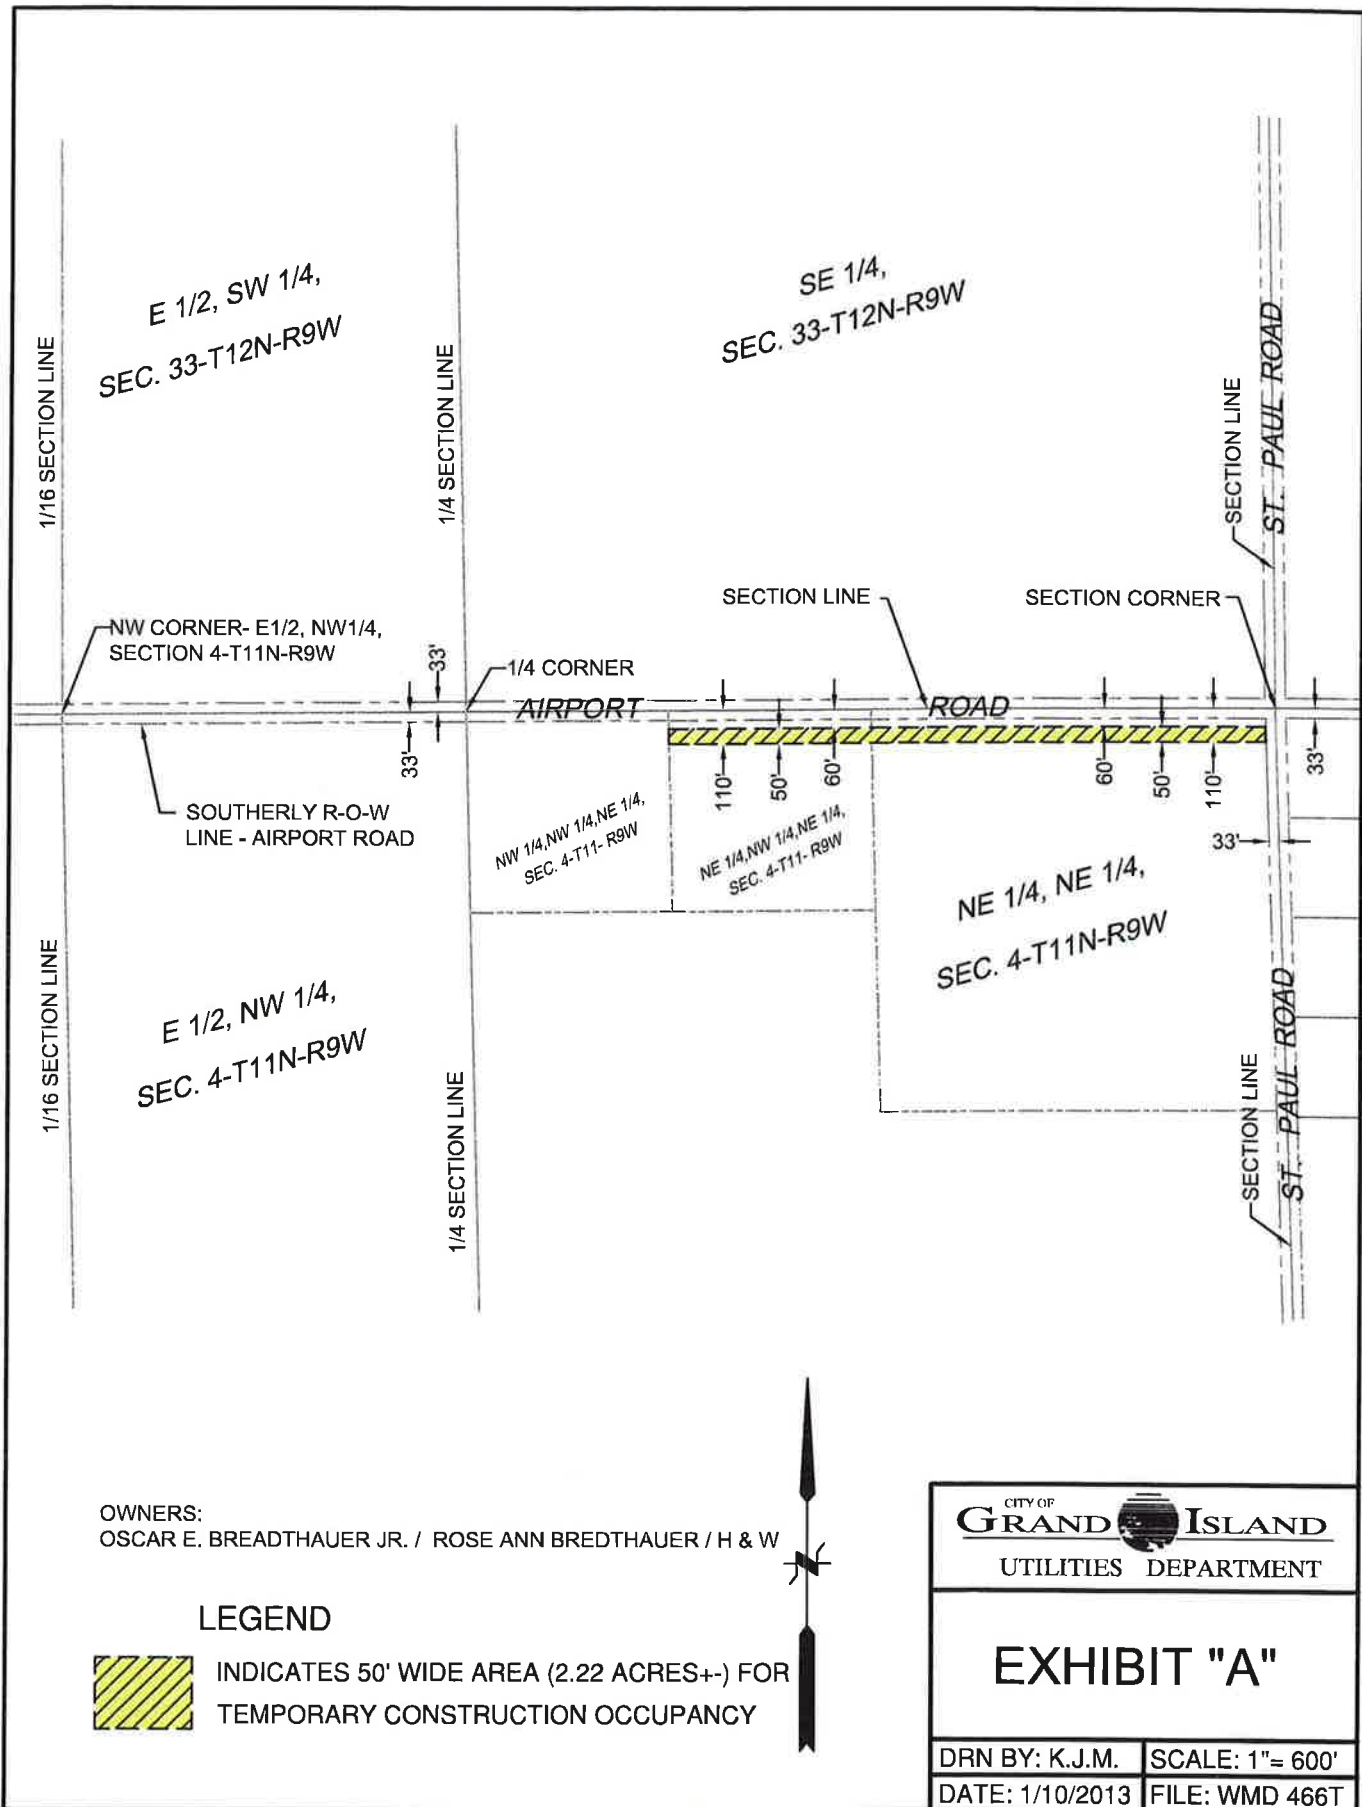 E 1/2, SW 1/4,
SEC. 33-T12N-R9W
SE 1/4,
SEC. 33-T12N-R9W
1/16 SECTION LINE
1/4 SECTION LINE
SECTION LINE
ST. PAUL ROAD
NW CORNER- E1/2, NW1/4,
SECTION 4-T11N-R9W
33'
1/4 CORNER
SECTION LINE
SECTION CORNER
AIRPORT
ROAD
33'
SOUTHERLY R-O-W
LINE - AIRPORT ROAD
110'
50'
60'
60'
50'
110'
33'
33'
NW 1/4,NW 1/4,NE 1/4,
SEC. 4-T11- R9W
NE 1/4,NW 1/4,NE 1/4,
SEC. 4-T11- R9W
NE 1/4, NE 1/4,
SEC. 4-T11N-R9W
1/16 SECTION LINE
E 1/2, NW 1/4,
SEC. 4-T11N-R9W
1/4 SECTION LINE
SECTION LINE
ST. PAUL ROAD
OWNERS:
OSCAR E. BREADTHAUER JR. / ROSE ANN BREDTHAUER / H & W
LEGEND
INDICATES 50' WIDE AREA (2.22 ACRES+-) FOR
TEMPORARY CONSTRUCTION OCCUPANCY
CITY OF
GRAND ISLAND
UTILITIES DEPARTMENT
EXHIBIT "A"
DRN BY: K.J.M.
SCALE: 1"= 600'
DATE: 1/10/2013
FILE: WMD 466T